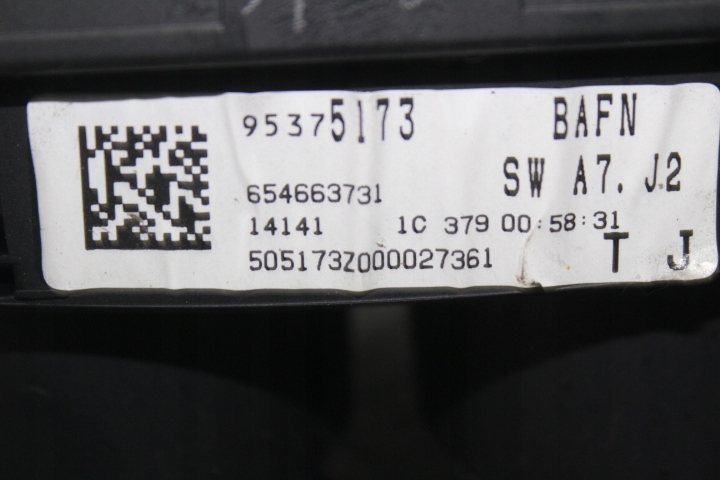 95375173 BAFN
SW A7. J2
654663731
14141 1C 379 00:58:31
505173Z000027361 T J